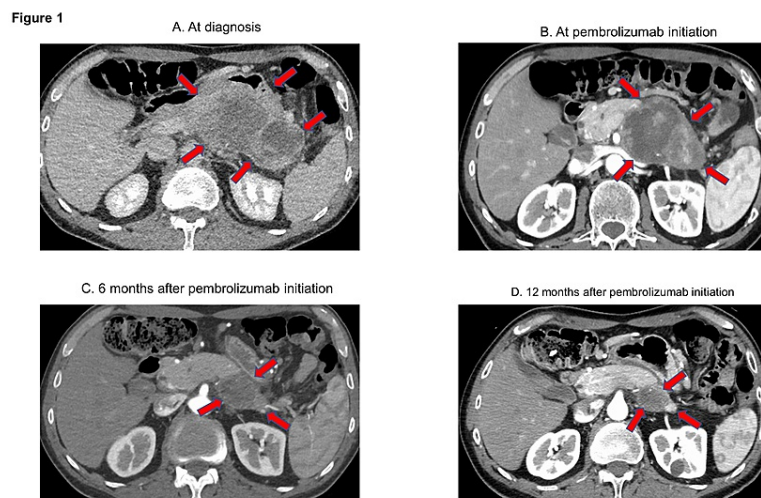 Figure 1
A. At diagnosis
B. At pembrolizumab initiation
C. 6 months after pembrolizumab initiation
D. 12 months after pembrolizumab initiation